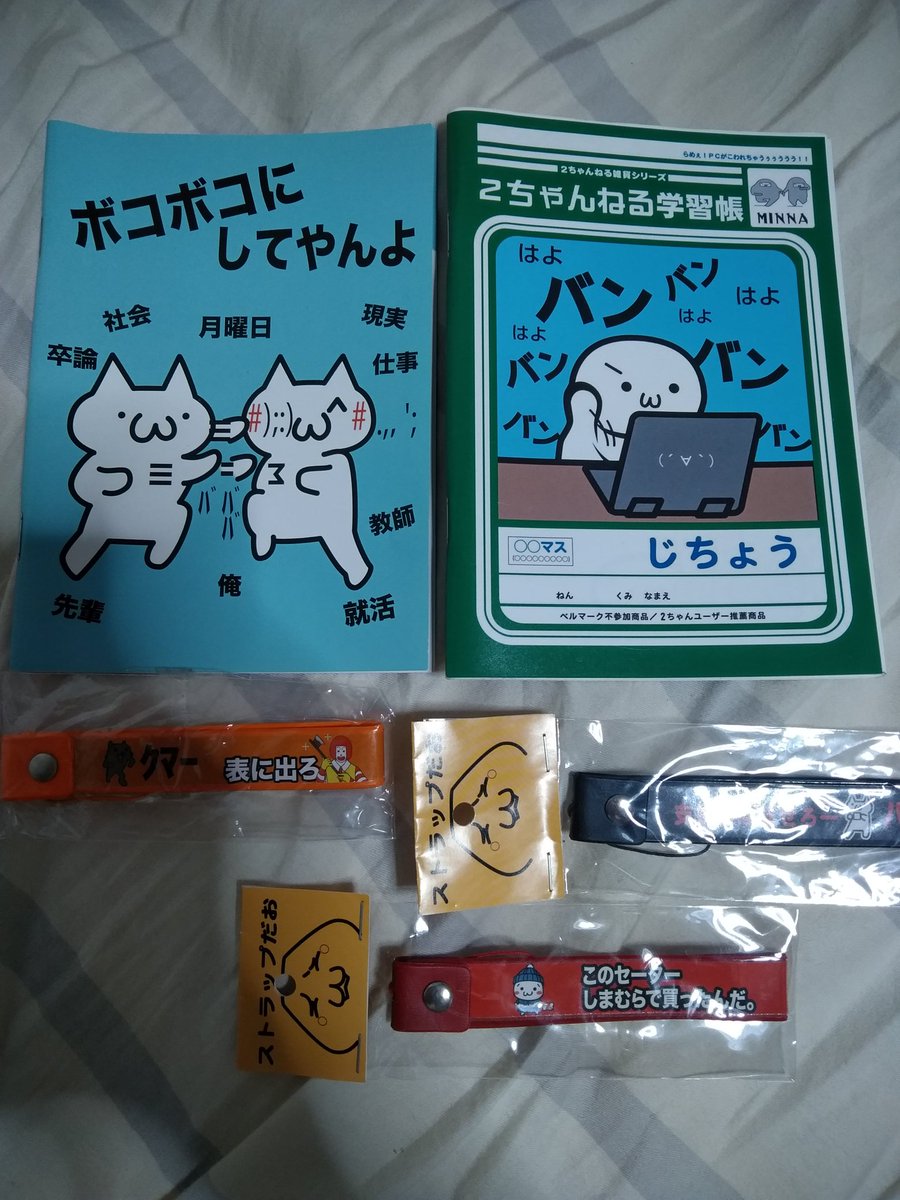 ボコボコに
してやんよ
社会
月曜日
現実
卒論
仕事
ババババ
教師
俺
先輩
就活
らめぇ！PCがこわれちゃうぅぅううう！！
2ちゃんねる雑貨シリーズ
2ちゃんねる学習帳
MINNA
はよ
バン
バン
はよ
はよ
はよ
バン
バン
バン
バン
(´∀`)
○○マス
じちょう
ねん くみ なまえ
ベルマーク不参加商品／2ちゃんユーザー推薦商品
クマー
表に出ろ
ストラップだお
ストラップだお
このセーター
しまむらで買ったんだ。